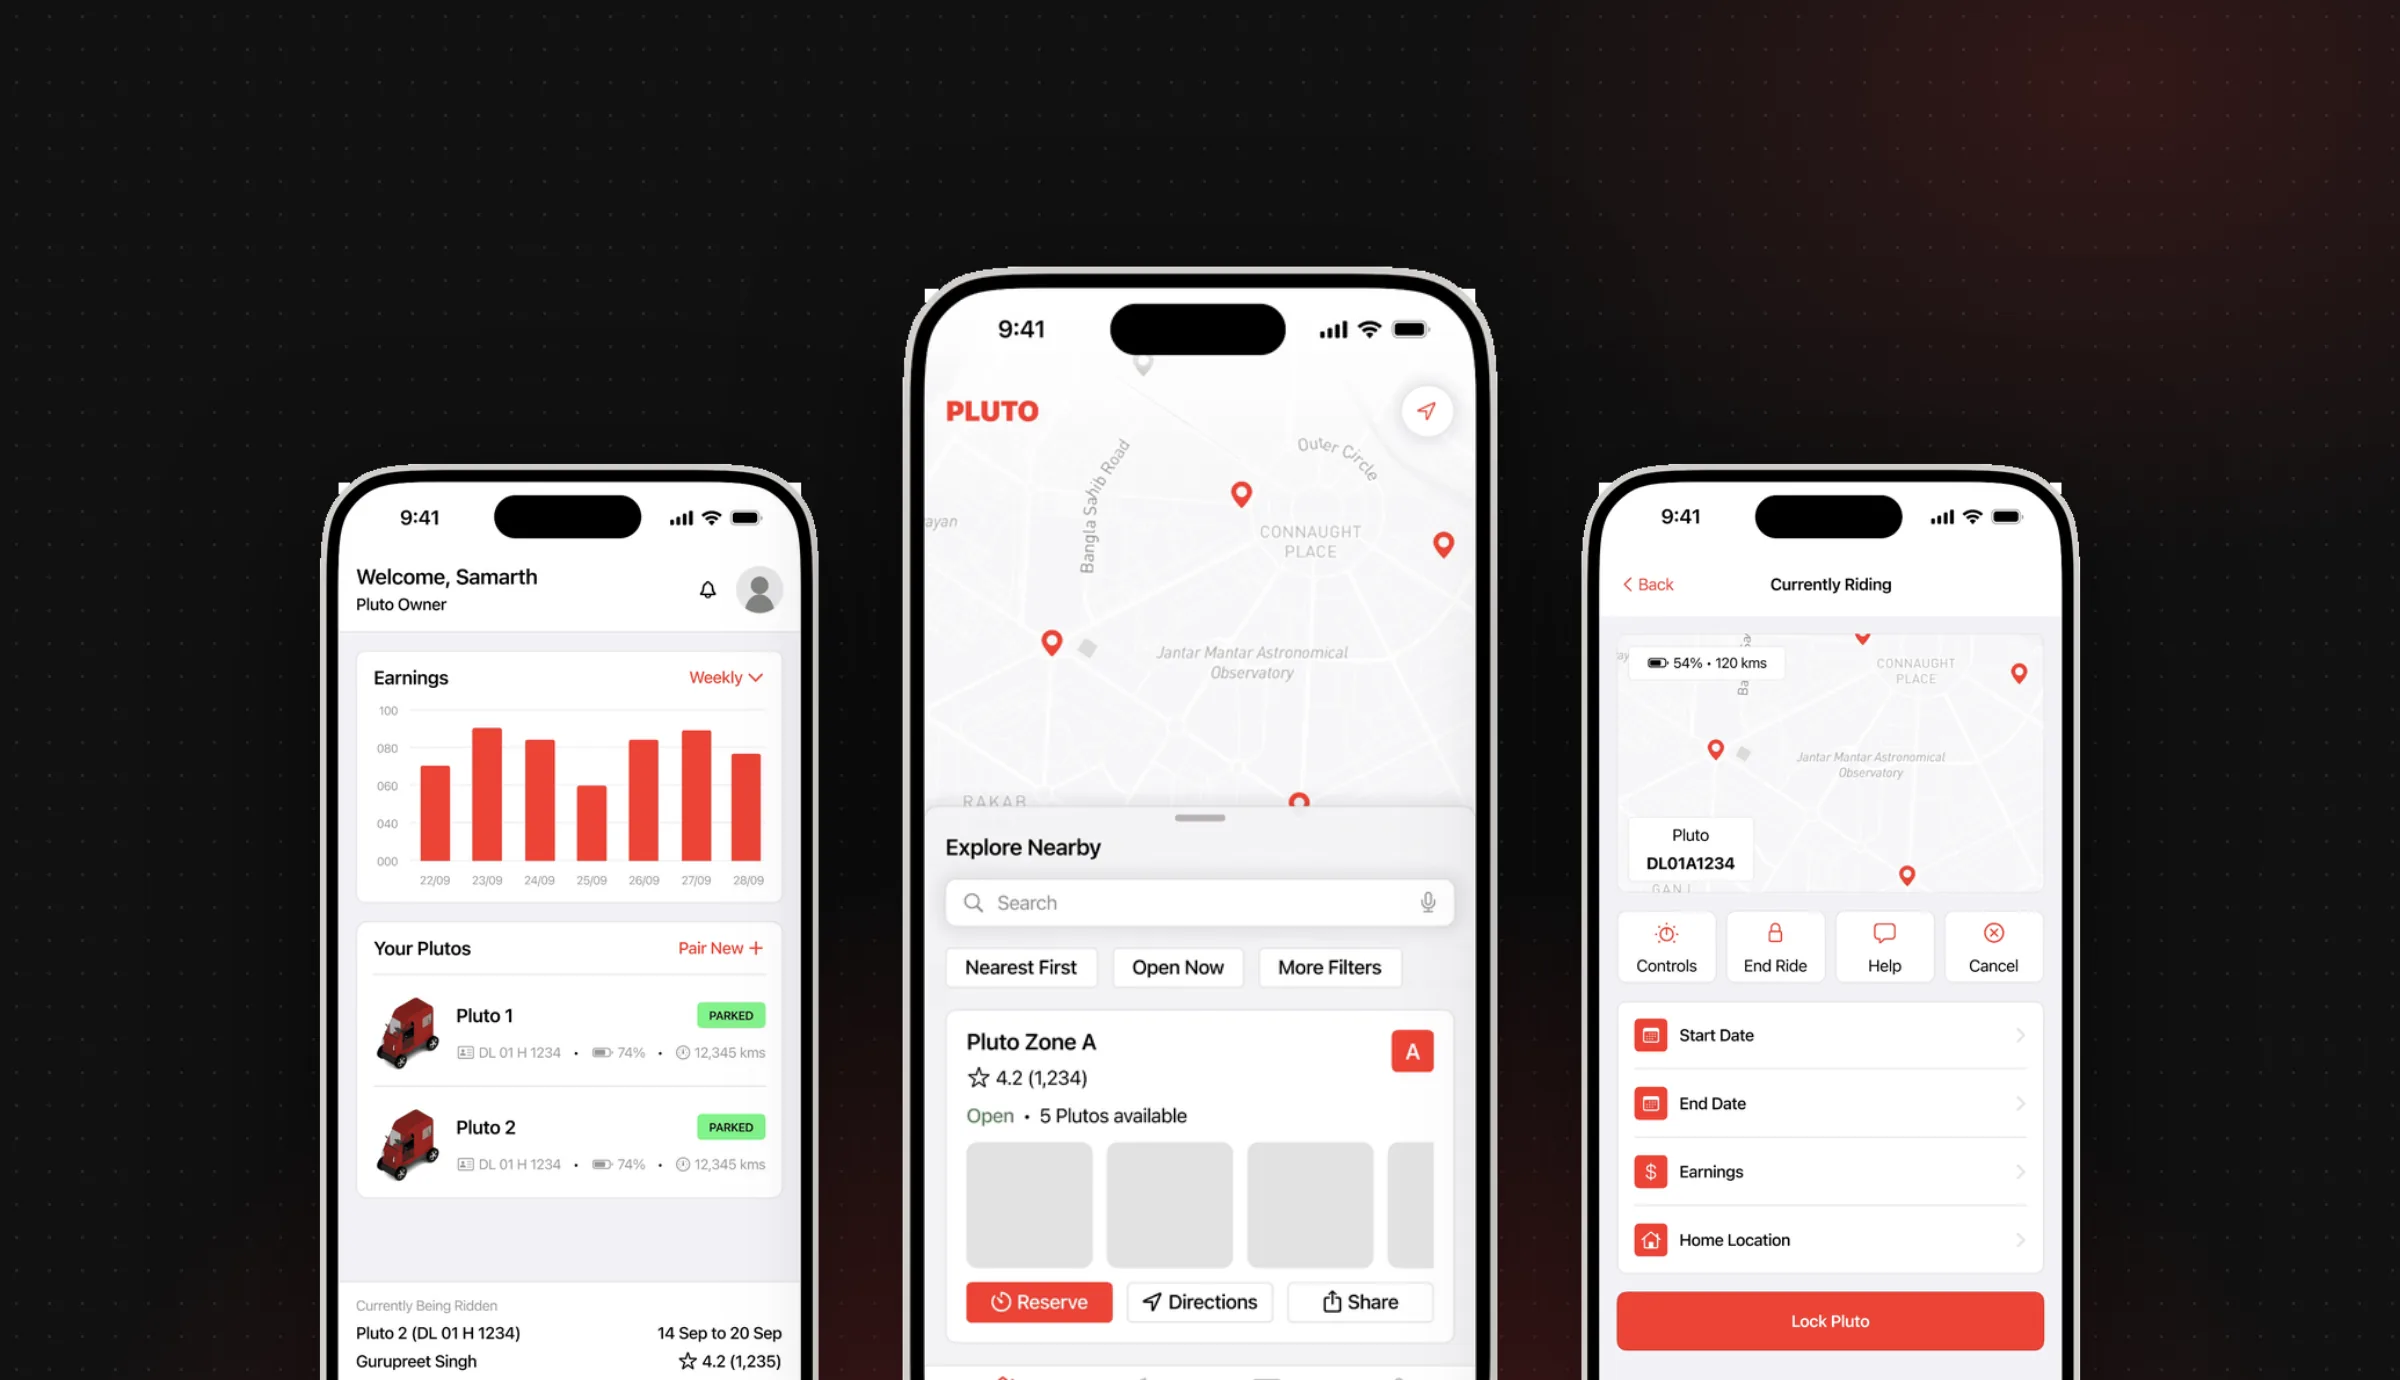 9:41
Welcome, Samarth
Pluto Owner
Earnings
Weekly
100
080
060
040
000
22/09 23/09 24/09 25/09 26/09 27/09 28/09
Your Plutos
Pair New +
Pluto 1
PARKED
DL 01 H 1234 • 74% • 12,345 kms
Pluto 2
PARKED
DL 01 H 1234 • 74% • 12,345 kms
Currently Being Ridden
Pluto 2 (DL 01 H 1234)
14 Sep to 20 Sep
Gurupreet Singh
4.2 (1,235)
9:41
PLUTO
Outer Circle
Bangla Sahib Road
ayan
CONNAUGHT
PLACE
Jantar Mantar Astronomical
Observatory
RAKAB
Explore Nearby
Search
Nearest First
Open Now
More Filters
Pluto Zone A
A
4.2 (1,234)
Open • 5 Plutos available
Reserve
Directions
Share
9:41
Back
Currently Riding
54% • 120 kms
Ba
CONNAUGHT
PLACE
Jantar Mantar Astronomical
Observatory
Pluto
DL01A1234
Controls
End Ride
Help
Cancel
Start Date
End Date
$
Earnings
Home Location
Lock Pluto